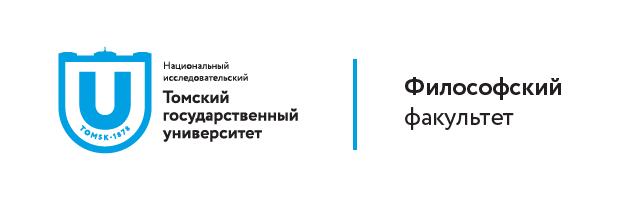 U
TOMSK·1878
Национальный
исследовательский
Томский
государственный
университет
Философский
факультет